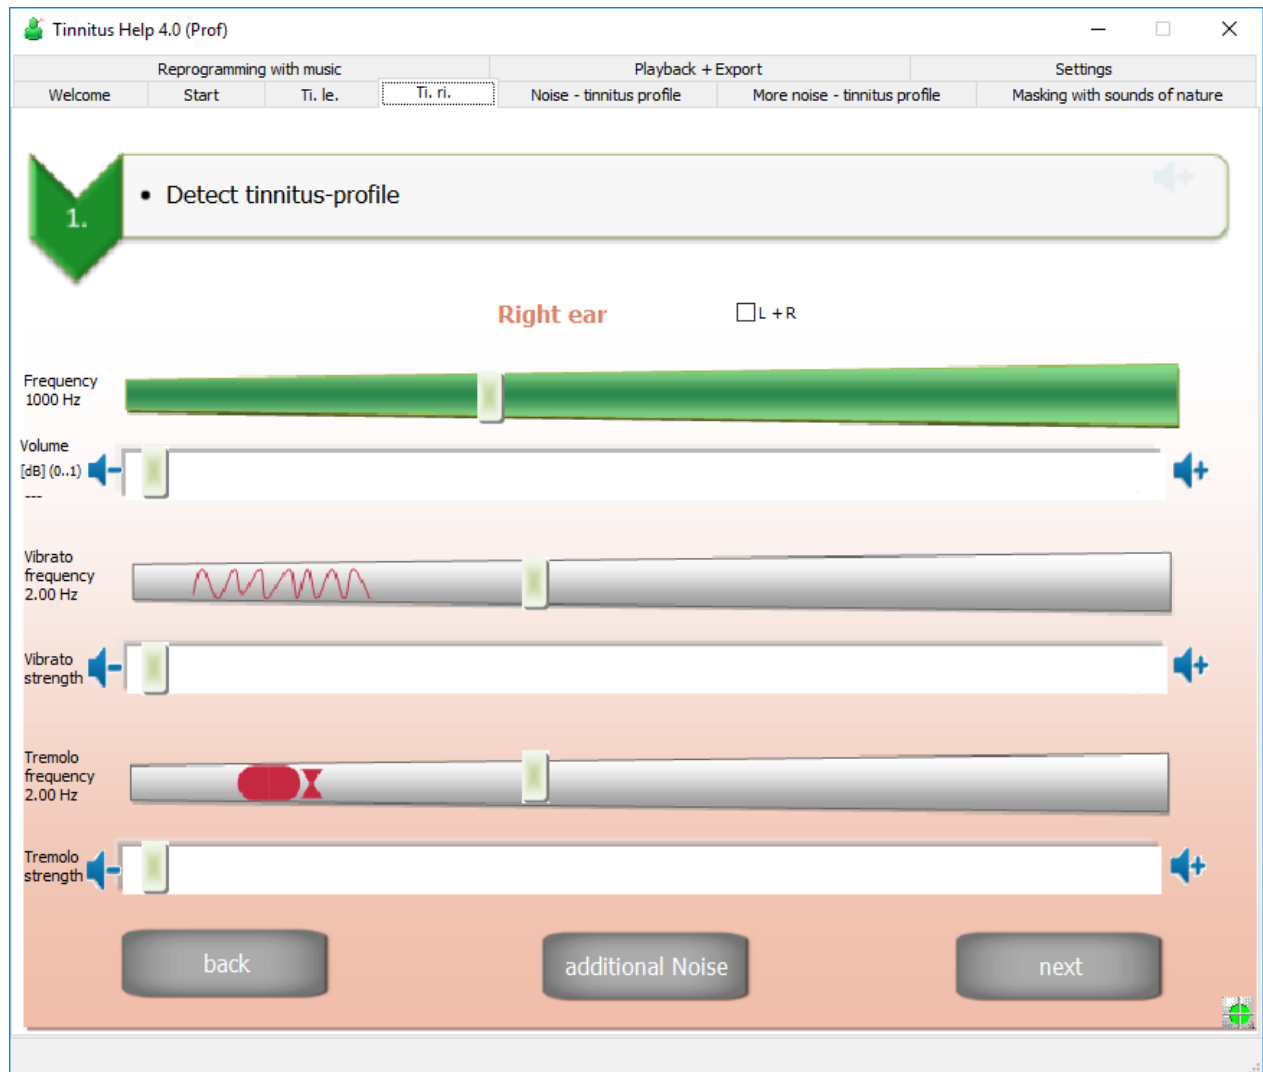 Tinnitus Help 4.0 (Prof)
Reprogramming with music Playback + Export Settings
Welcome Start Ti. le. Ti. ri. Noise - tinnitus profile More noise - tinnitus profile Masking with sounds of nature
1.
• Detect tinnitus-profile
Right ear L + R
Frequency
1000 Hz
Volume
[dB] (0..1)
---
Vibrato
frequency
2.00 Hz
Vibrato
strength
Tremolo
frequency
2.00 Hz
Tremolo
strength
back additional Noise next